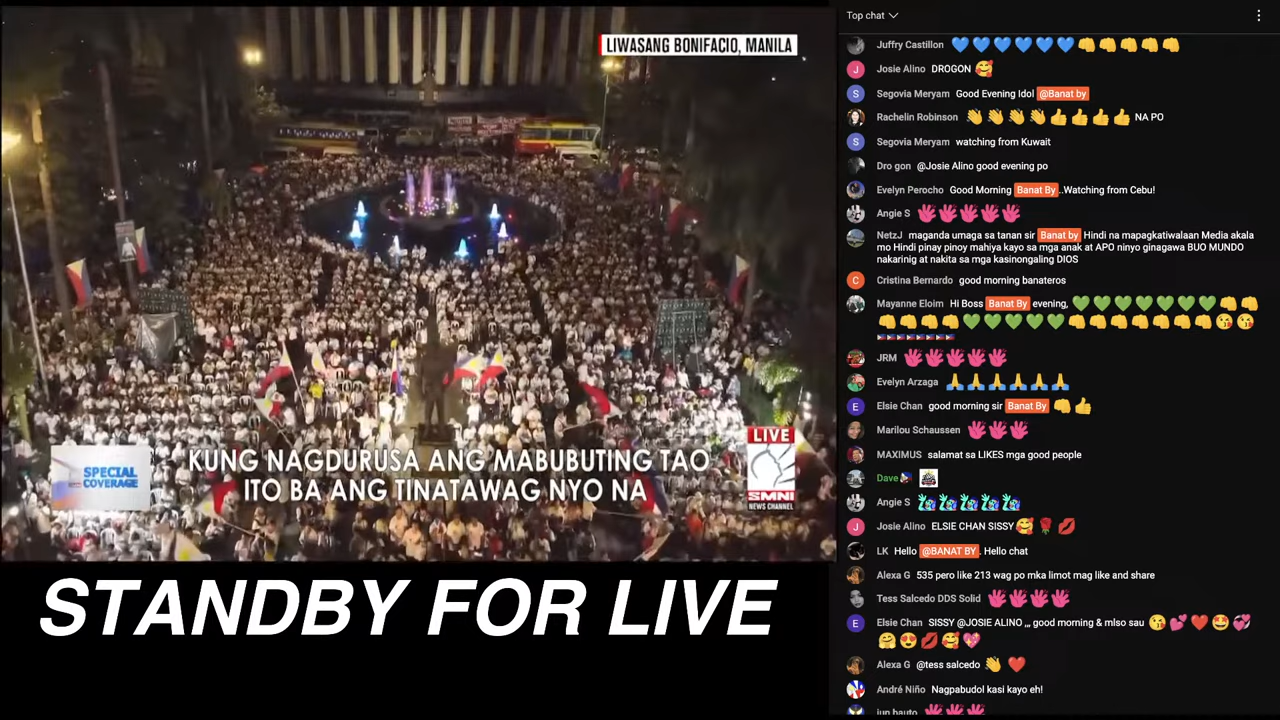 LIWASANG BONIFACIO, MANILA
SPECIAL
COVERAGE
KUNG NAGDURUSA ANG MABUBUTING TAO
ITO BA ANG TINATAWAG NYO NA
LIVE
SMNI
NEWS CHANNEL
STANDBY FOR LIVE
Top chat
Juffry Castillon 💙💙💙💙💙💙👊👊👊👊👊
Josie Alino DROGON 🥰
Segovia Meryam Good Evening Idol @Banat by
Rachelin Robinson 👋👋👋👋👍👍👍👍 NA PO
Segovia Meryam watching from Kuwait
Dro gon @Josie Alino good evening po
Evelyn Perocho Good Morning Banat By..Watching from Cebu!
Angie S
NetzJ maganda umaga sa tanan sir Banat By Hindi na mapagkatiwalaan Media akala
mo Hindi pinay pinoy mahiya kayo sa mga anak at APO ninyo ginagawa BUO MUNDO
nakarinig at nakita sa mga kasinongaling DIOS
Cristina Bernardo good morning banateros
Mayanne Eloim Hi Boss Banat By evening, 💚💚💚💚💚💚💚👊👊
👊👊👊👊💚💚💚💚💚👊👊👊👊👊👊👊😘😘
🇵🇭🇵🇭🇵🇭🇵🇭🇵🇭🇵🇭🇵🇭🇵🇭
JRM
Evelyn Arzaga 🙏🙏🙏🙏🙏🙏
Elsie Chan good morning sir Banat By 👊👍
Marilou Schaussen
MAXIMUS salamat sa LIKES mga good people
Dave
Angie S
Josie Alino ELSIE CHAN SISSY 🥰🌹💋
LK Hello @BANAT BY. Hello chat
Alexa G 535 pero like 213 wag po mka limot mag like and share
Tess Salcedo DDS Solid
Elsie Chan SISSY @JOSIE ALINO ,,, good morning & mlso sau 😘💕❤️🤩💞
🤗😍💋🥰💖
Alexa G @tess salcedo 👋❤️
André Niño Nagpabudol kasi kayo eh!
jun bauto